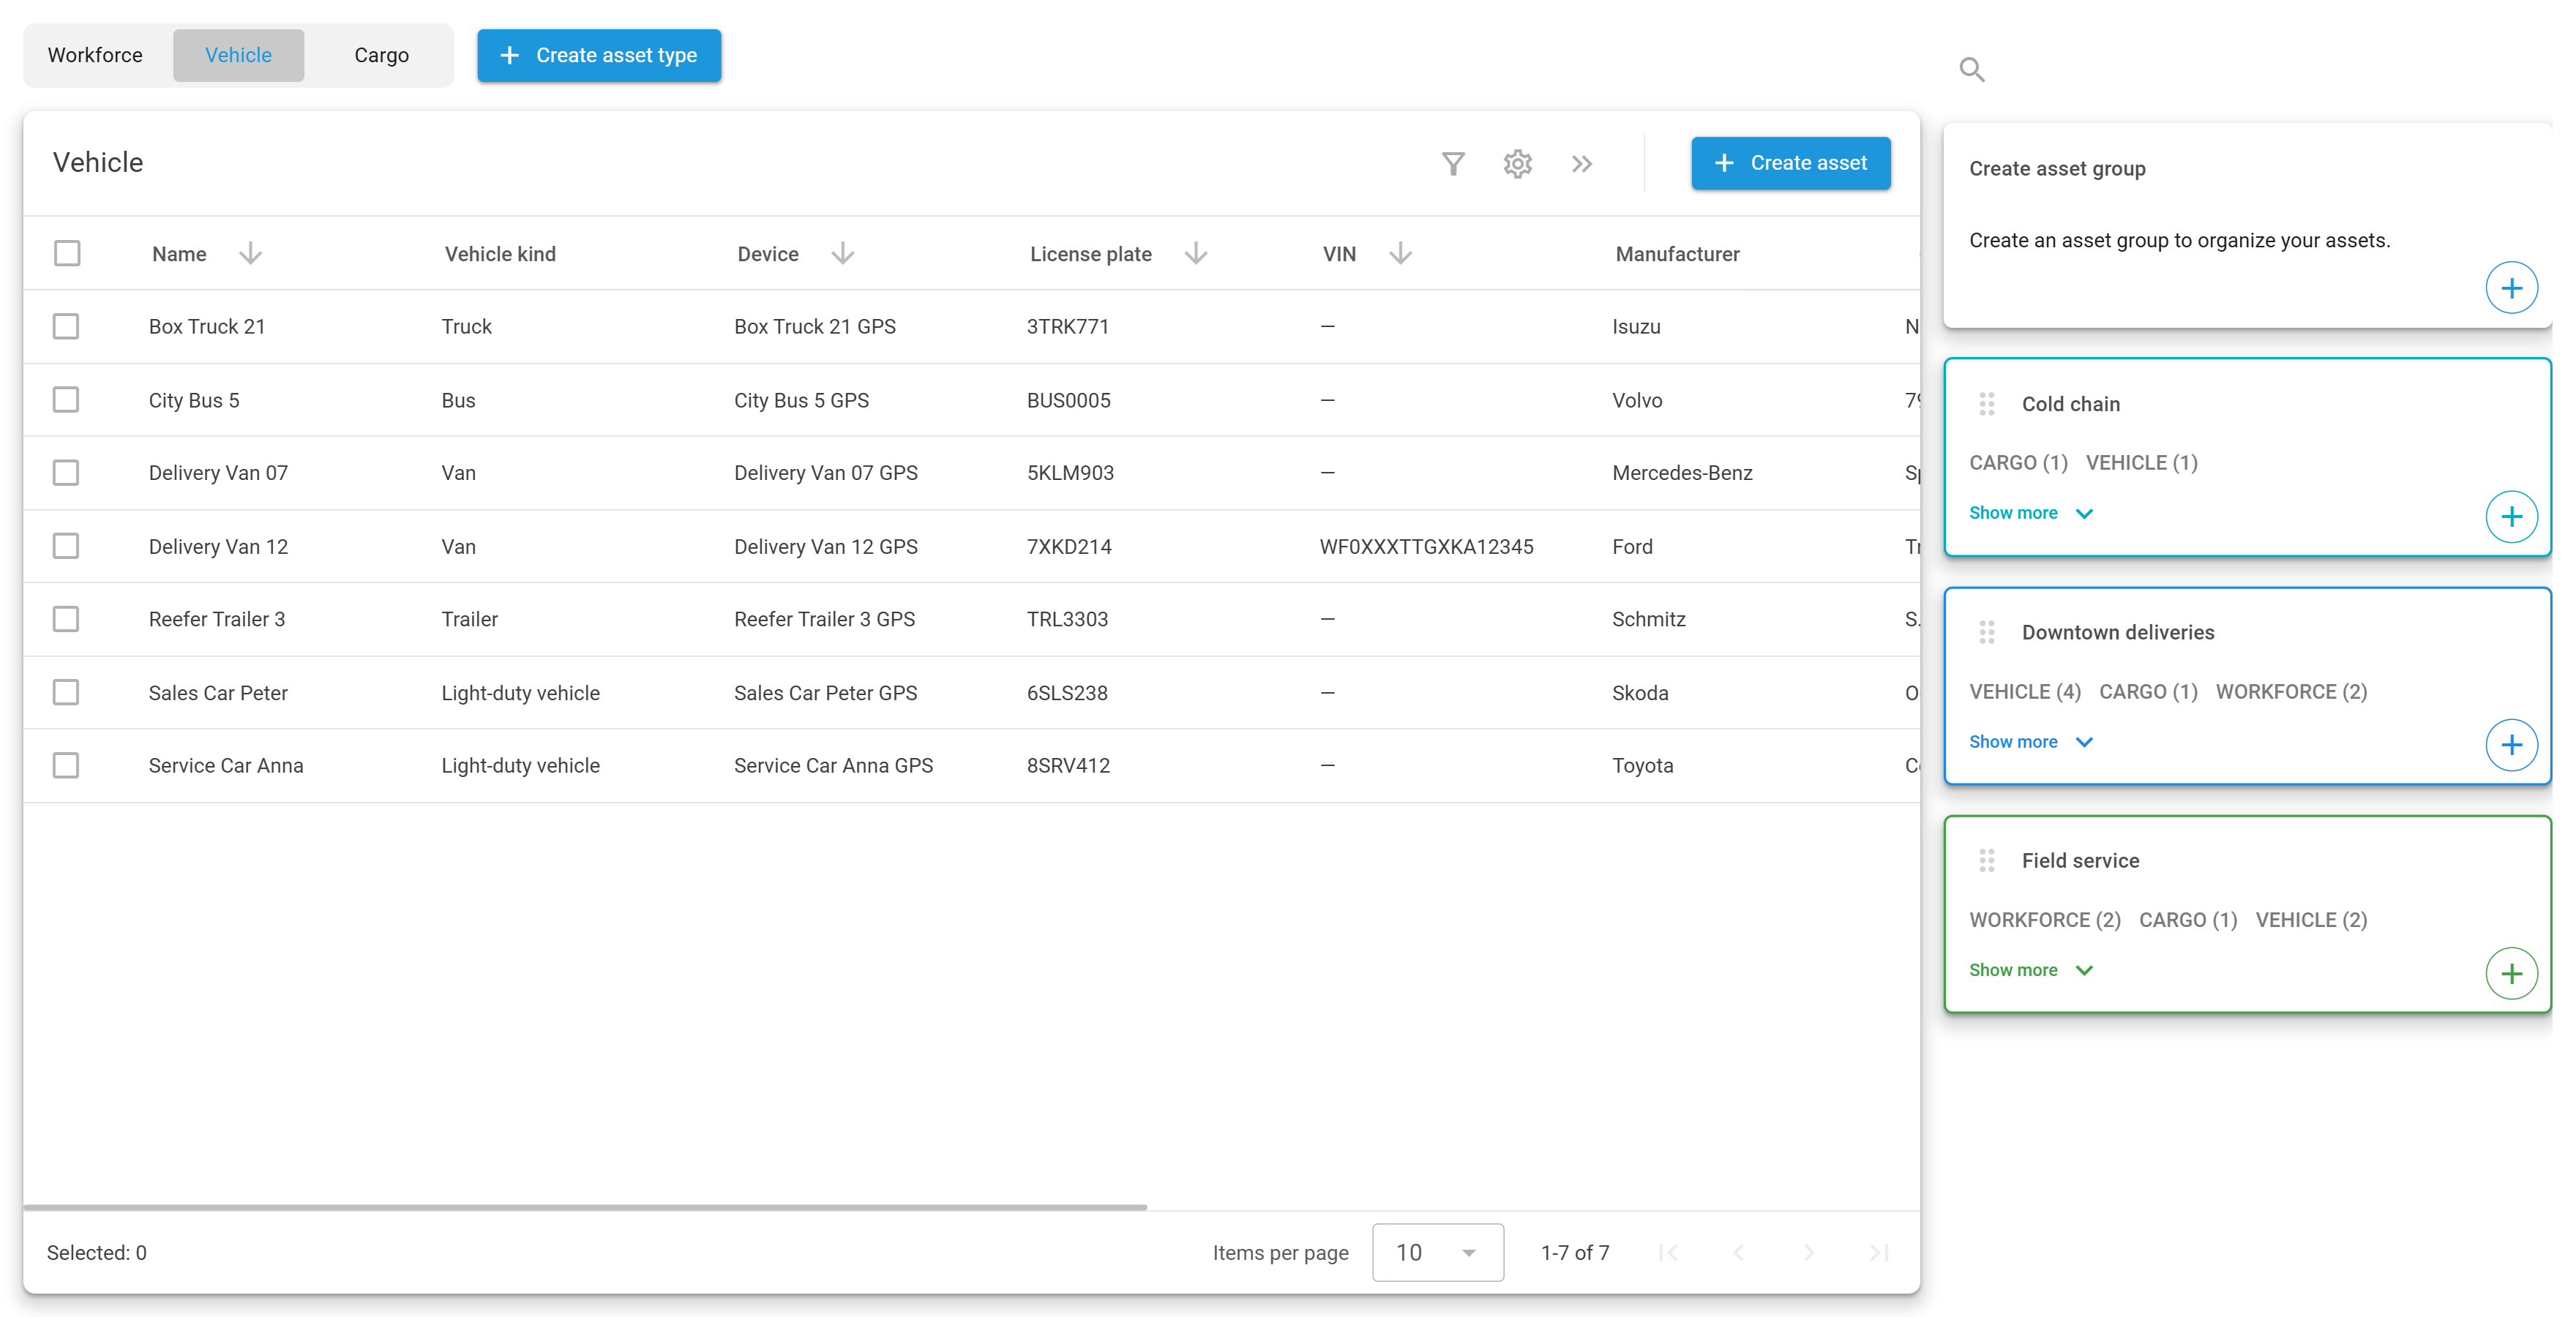 Workforce Vehicle Cargo Create asset type
Vehicle Create asset
Name Vehicle kind Device License plate VIN Manufacturer
Box Truck 21 Truck Box Truck 21 GPS 3TRK771 — Isuzu N
City Bus 5 Bus City Bus 5 GPS BUS0005 — Volvo 79
Delivery Van 07 Van Delivery Van 07 GPS 5KLM903 — Mercedes-Benz Sp
Delivery Van 12 Van Delivery Van 12 GPS 7XKD214 WF0XXXTTGXKA12345 Ford Tr
Reefer Trailer 3 Trailer Reefer Trailer 3 GPS TRL3303 — Schmitz S.
Sales Car Peter Light-duty vehicle Sales Car Peter GPS 6SLS238 — Skoda O
Service Car Anna Light-duty vehicle Service Car Anna GPS 8SRV412 — Toyota Co
Selected: 0 Items per page 10 1-7 of 7
Create asset group
Create an asset group to organize your assets.
Cold chain
CARGO (1) VEHICLE (1)
Show more
Downtown deliveries
VEHICLE (4) CARGO (1) WORKFORCE (2)
Show more
Field service
WORKFORCE (2) CARGO (1) VEHICLE (2)
Show more